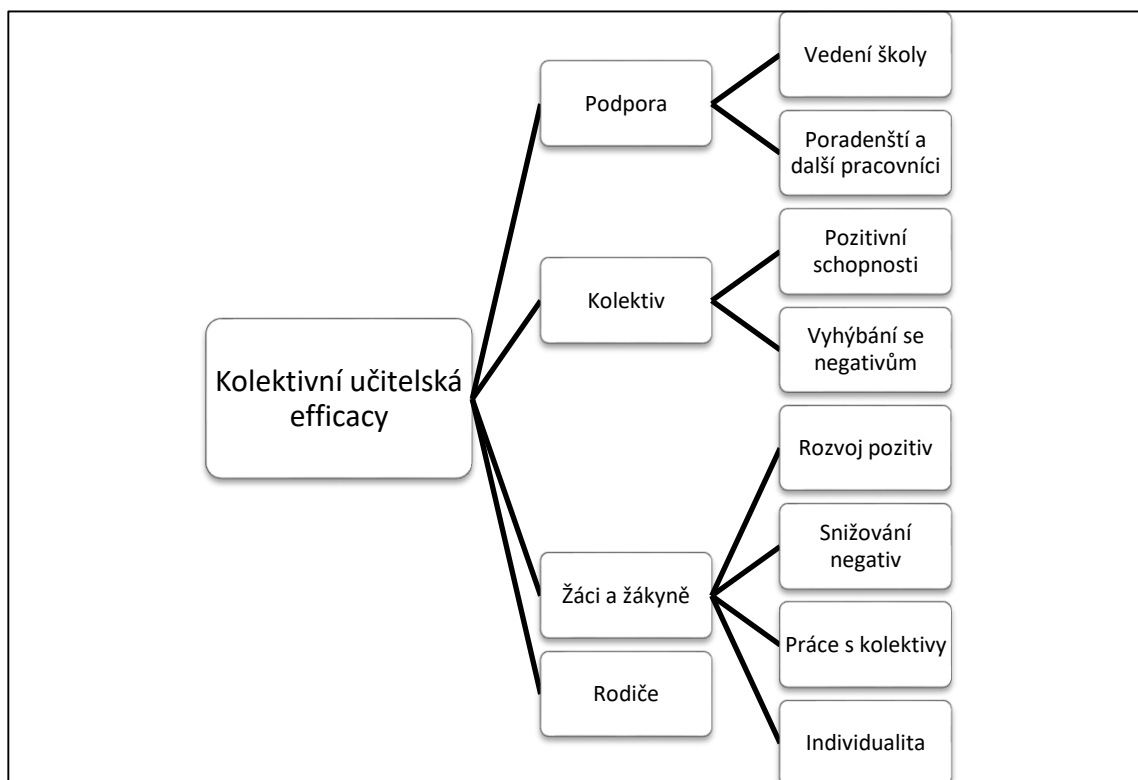 Kolektivní učitelská
efficacy
Podpora
Vedení školy
Poradenští a
další pracovníci
Kolektiv
Pozitivní
schopnosti
Vyhýbání se
negativům
Žáci a žákyně
Rozvoj pozitiv
Snižování
negativ
Práce s kolektivy
Individualita
Rodiče